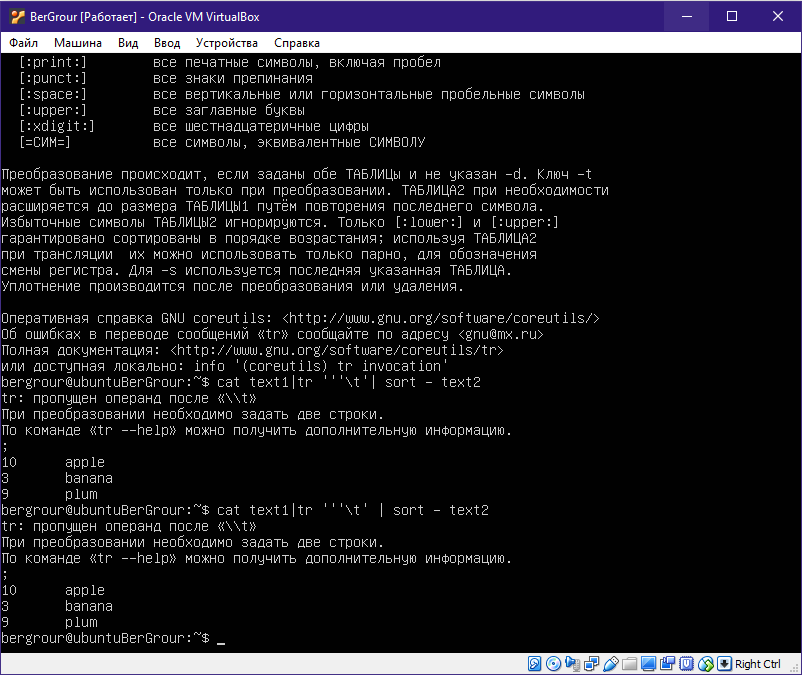 BerGrour [Работает] - Oracle VM VirtualBox
Файл Машина Вид Ввод Устройства Справка
[:print:] все печатные символы, включая пробел
[:punct:] все знаки препинания
[:space:] все вертикальные или горизонтальные пробельные символы
[:upper:] все заглавные буквы
[:xdigit:] все шестнадцатеричные цифры
[=СИМ=] все символы, эквивалентные СИМВОЛУ
Преобразование происходит, если заданы обе ТАБЛИЦы и не указан -d. Ключ -t
может быть использован только при преобразовании. ТАБЛИЦА2 при необходимости
расширяется до размера ТАБЛИЦЫ1 путём повторения последнего символа.
Избыточные символы ТАБЛИЦЫ2 игнорируются. Только [:lower:] и [:upper:]
гарантировано сортированы в порядке возрастания; используя ТАБЛИЦА2
при трансляции  их можно использовать только парно, для обозначения
смены регистра. Для -s используется последняя указанная ТАБЛИЦА.
Уплотнение производится после преобразования или удаления.
Оперативная справка GNU coreutils: <http://www.gnu.org/software/coreutils/>
Об ошибках в переводе сообщений «tr» сообщайте по адресу <gnu@mx.ru>
Полная документация: <http://www.gnu.org/software/coreutils/tr>
или доступная локально: info '(coreutils) tr invocation'
bergrour@ubuntuBerGrour:~$ cat text1|tr '''\t'| sort - text2
tr: пропущен операнд после «\\t»
При преобразовании необходимо задать две строки.
По команде «tr --help» можно получить дополнительную информацию.
;
10 apple
3 banana
9 plum
bergrour@ubuntuBerGrour:~$ cat text1|tr '''\t' | sort - text2
tr: пропущен операнд после «\\t»
При преобразовании необходимо задать две строки.
По команде «tr --help» можно получить дополнительную информацию.
;
10 apple
3 banana
9 plum
bergrour@ubuntuBerGrour:~$ _
Right Ctrl